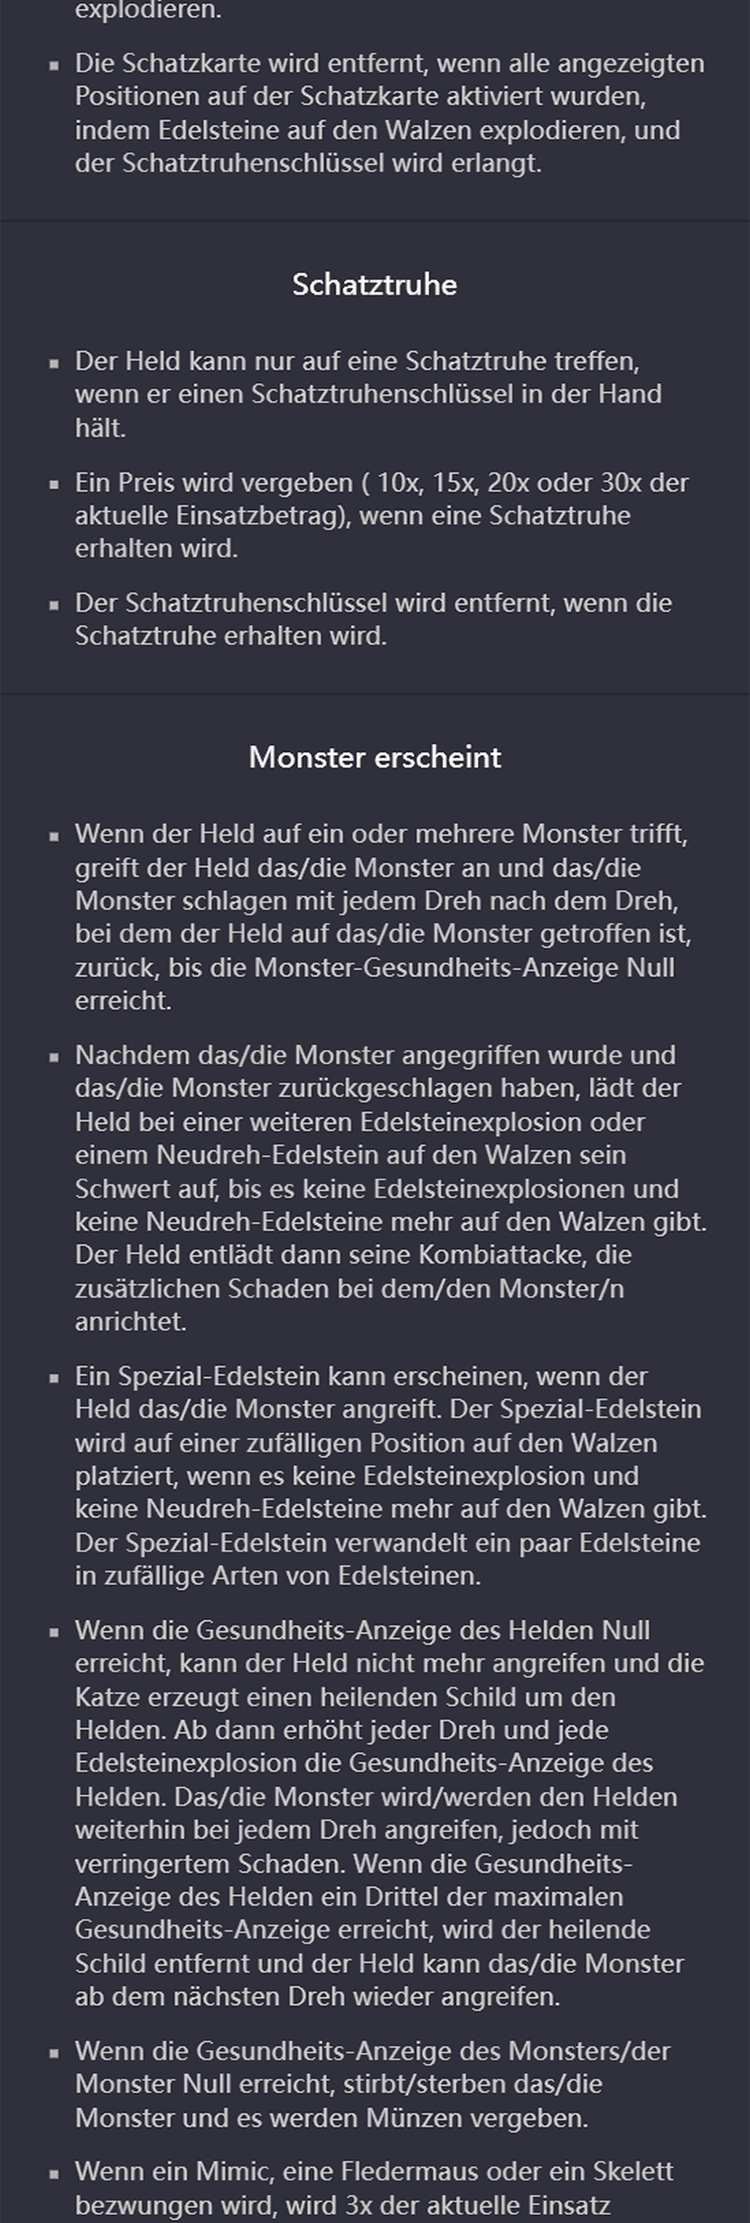 explodieren.
▪ Die Schatzkarte wird entfernt, wenn alle angezeigten
Positionen auf der Schatzkarte aktiviert wurden,
indem Edelsteine auf den Walzen explodieren, und
der Schatztruhenschlüssel wird erlangt.
Schatztruhe
▪ Der Held kann nur auf eine Schatztruhe treffen,
wenn er einen Schatztruhenschlüssel in der Hand
hält.
▪ Ein Preis wird vergeben ( 10x, 15x, 20x oder 30x der
aktuelle Einsatzbetrag), wenn eine Schatztruhe
erhalten wird.
▪ Der Schatztruhenschlüssel wird entfernt, wenn die
Schatztruhe erhalten wird.
Monster erscheint
▪ Wenn der Held auf ein oder mehrere Monster trifft,
greift der Held das/die Monster an und das/die
Monster schlagen mit jedem Dreh nach dem Dreh,
bei dem der Held auf das/die Monster getroffen ist,
zurück, bis die Monster-Gesundheits-Anzeige Null
erreicht.
▪ Nachdem das/die Monster angegriffen wurde und
das/die Monster zurückgeschlagen haben, lädt der
Held bei einer weiteren Edelsteinexplosion oder
einem Neudreh-Edelstein auf den Walzen sein
Schwert auf, bis es keine Edelsteinexplosionen und
keine Neudreh-Edelsteine mehr auf den Walzen gibt.
Der Held entlädt dann seine Kombiattacke, die
zusätzlichen Schaden bei dem/den Monster/n
anrichtet.
▪ Ein Spezial-Edelstein kann erscheinen, wenn der
Held das/die Monster angreift. Der Spezial-Edelstein
wird auf einer zufälligen Position auf den Walzen
platziert, wenn es keine Edelsteinexplosion und
keine Neudreh-Edelsteine mehr auf den Walzen gibt.
Der Spezial-Edelstein verwandelt ein paar Edelsteine
in zufällige Arten von Edelsteinen.
▪ Wenn die Gesundheits-Anzeige des Helden Null
erreicht, kann der Held nicht mehr angreifen und die
Katze erzeugt einen heilenden Schild um den
Helden. Ab dann erhöht jeder Dreh und jede
Edelsteinexplosion die Gesundheits-Anzeige des
Helden. Das/die Monster wird/werden den Helden
weiterhin bei jedem Dreh angreifen, jedoch mit
verringertem Schaden. Wenn die Gesundheits-
Anzeige des Helden ein Drittel der maximalen
Gesundheits-Anzeige erreicht, wird der heilende
Schild entfernt und der Held kann das/die Monster
ab dem nächsten Dreh wieder angreifen.
▪ Wenn die Gesundheits-Anzeige des Monsters/der
Monster Null erreicht, stirbt/sterben das/die
Monster und es werden Münzen vergeben.
▪ Wenn ein Mimic, eine Fledermaus oder ein Skelett
bezwungen wird, wird 3x der aktuelle Einsatz